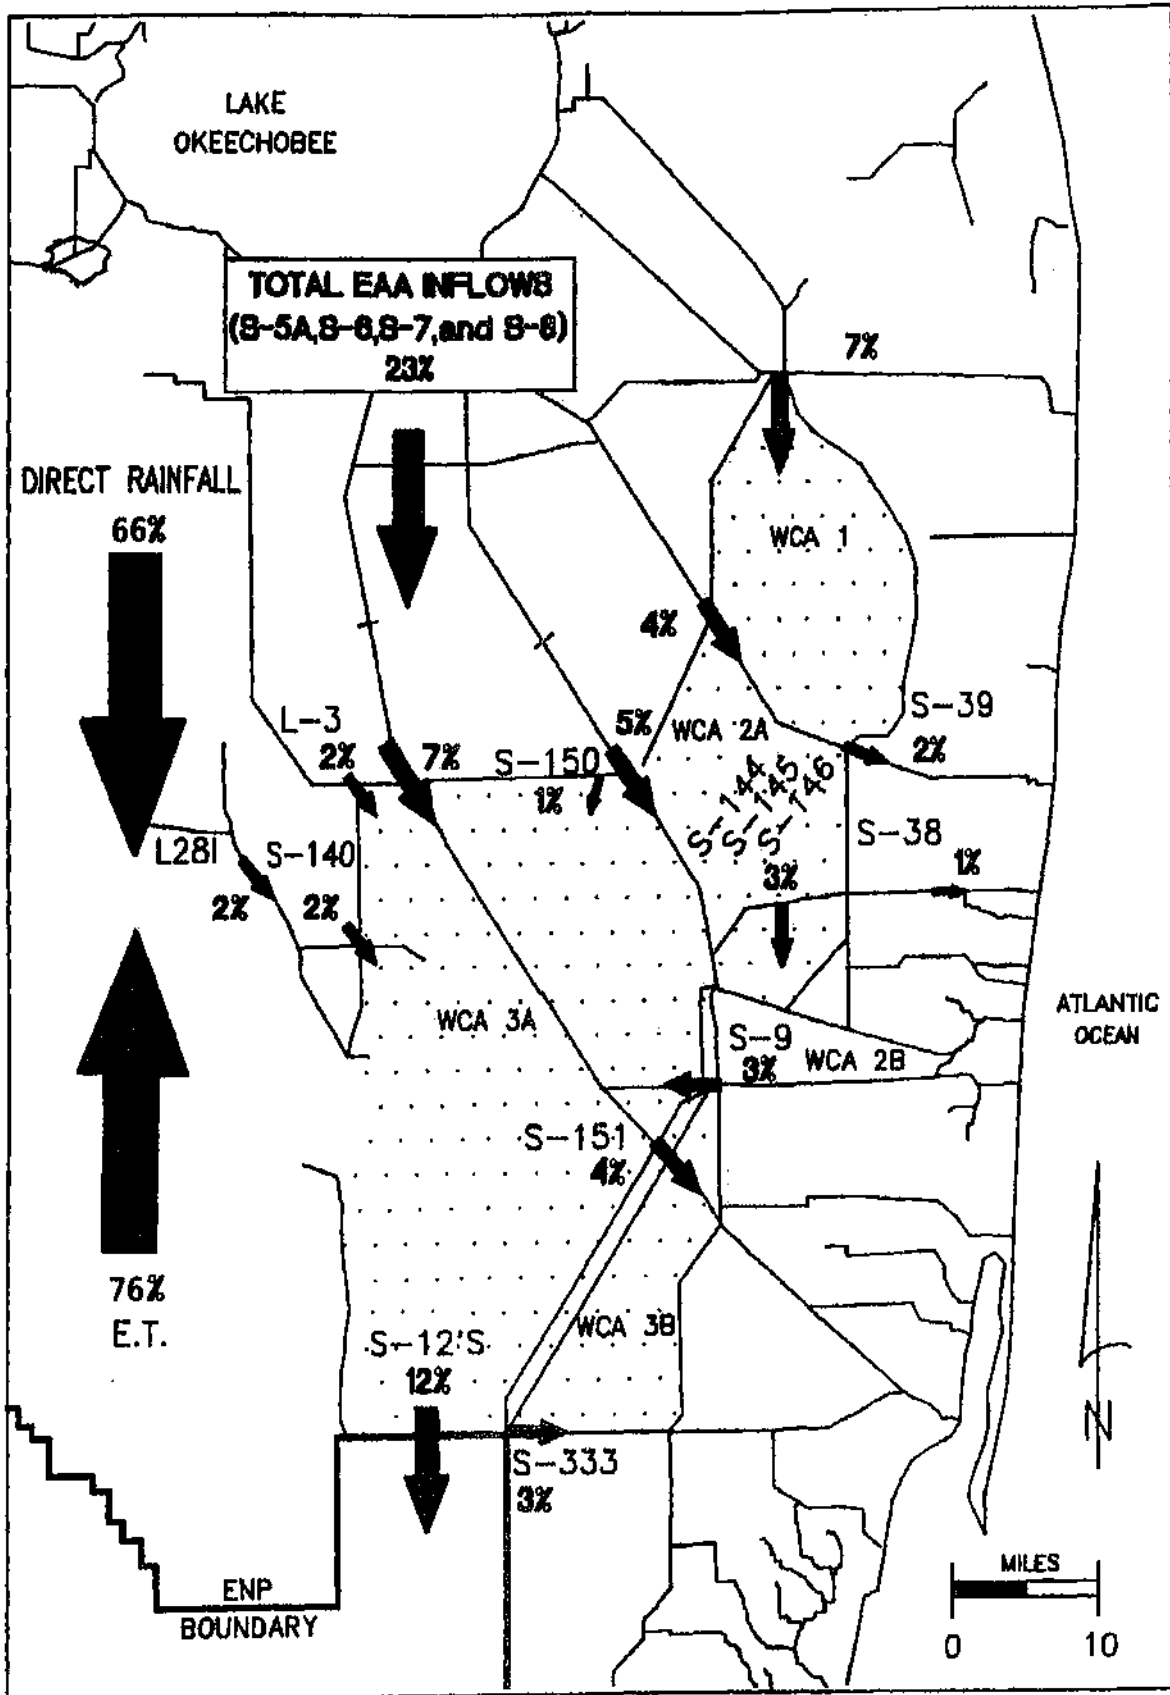 LAKE
OKEECHOBEE
TOTAL EAA INFLOWS
(S-5A,S-6,S-7,and S-8)
23%
7%
DIRECT RAINFALL
66%
WCA 1
4%
L-3
2%
7%
S-150
1%
5%
WCA 2A
S-39
2%
S-144
S-145
S-146
3%
S-38
1%
L28I
2%
S-140
2%
WCA 3A
S-9
3%
WCA 2B
ATLANTIC
OCEAN
S-151
4%
76%
E.T.
S-12'S
12%
WCA 3B
S-333
3%
N
ENP
BOUNDARY
MILES
0 10